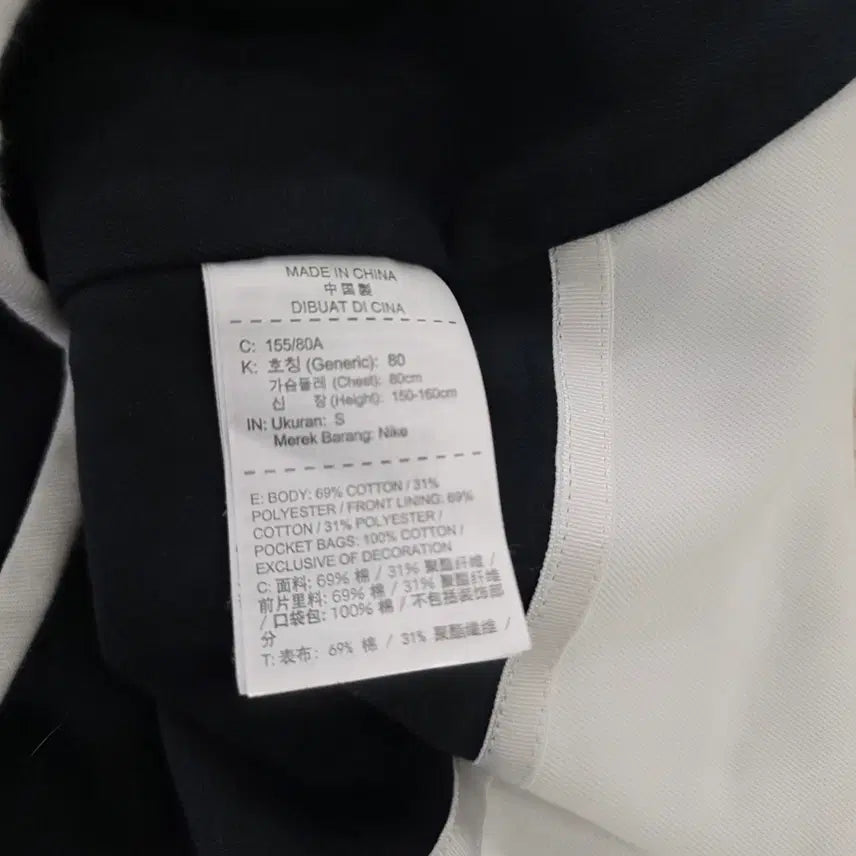 MADE IN CHINA
中国製
DIBUAT DI CINA
C: 155/80A
K: 호칭 (Generic): 80
가슴둘레 (Chest): 80cm
신 장 (Height): 150-160cm
IN: Ukuran: S
Merek Barang: Nike
E: BODY: 69% COTTON / 31%
POLYESTER / FRONT LINING: 69%
COTTON / 31% POLYESTER /
POCKET BAGS: 100% COTTON /
EXCLUSIVE OF DECORATION
C: 面料: 69% 棉 / 31% 聚酯纤维 /
前片里料: 69% 棉 / 31% 聚酯纤维
/ 口袋包: 100% 棉 / 不包括装饰部
分
T: 表布: 69% 棉 / 31% 聚酯纖維 /